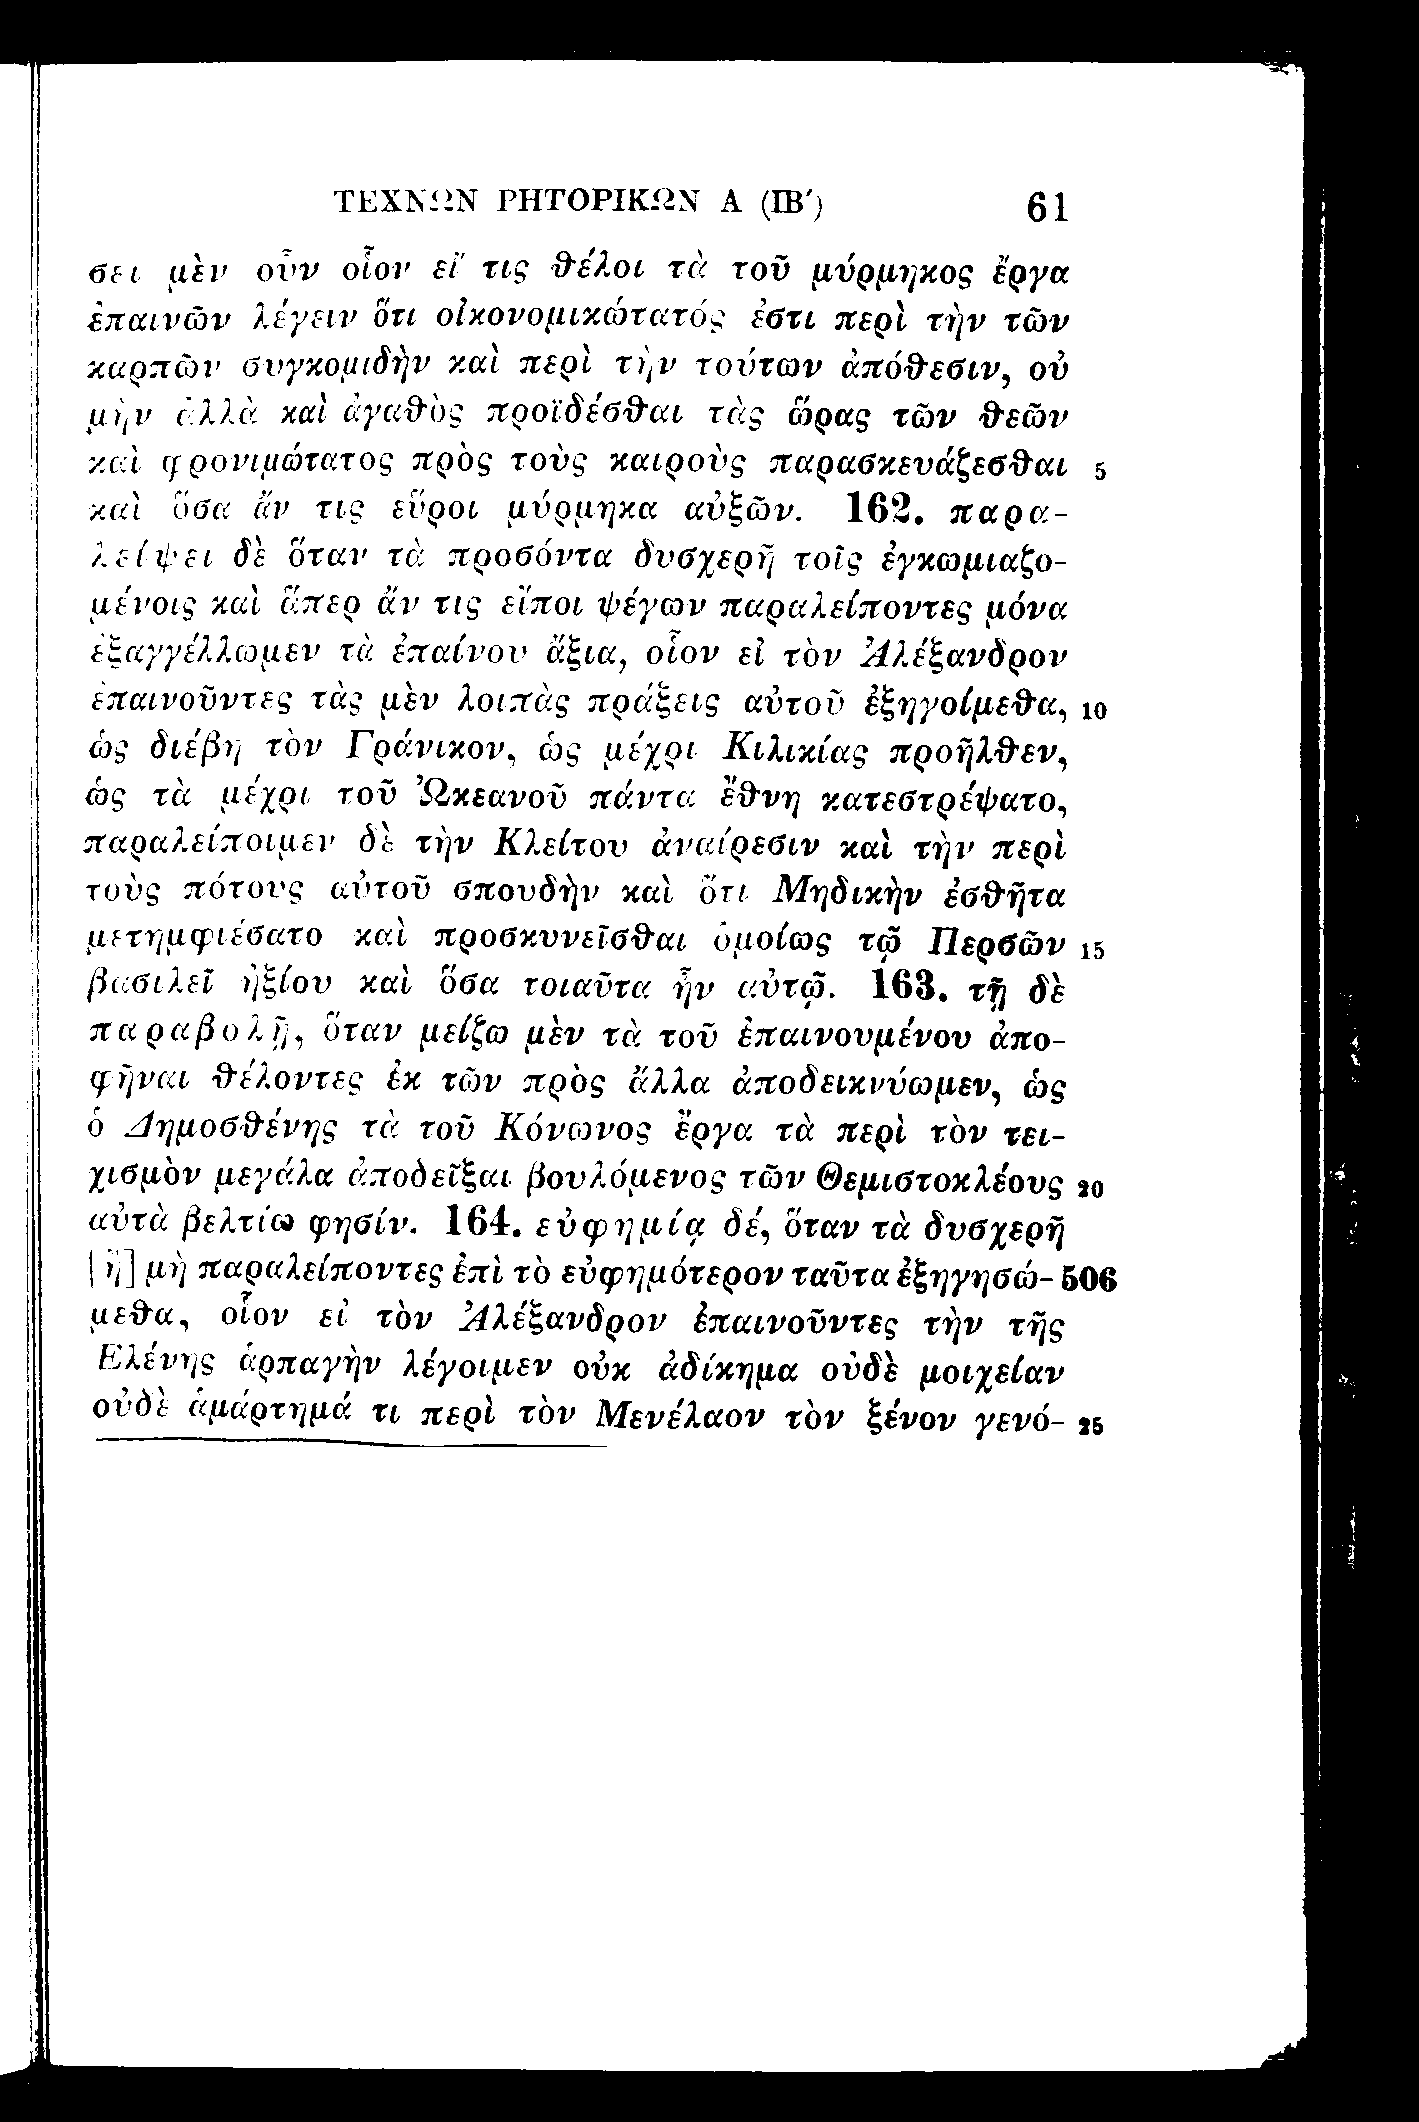 ΤΕΧΝΩΝ ΡΗΤΟΡΙΚΩΝ Α (ΙΒ′) 61
σει μὲν οὖν οἷον εἴ τις θέλοι τὰ τοῦ μύρμηκος ἔργα
ἐπαινῶν λέγειν ὅτι οἰκονομικώτατός ἐστι περὶ τὴν τῶν
καρπῶν συγκομιδὴν καὶ περὶ τὴν τούτων ἀπόθεσιν, οὐ
μὴν ἀλλὰ καὶ ἀγαθὸς προϊδέσθαι τὰς ὥρας τῶν θεῶν
καὶ φρονιμώτατος πρὸς τοὺς καιροὺς παρασκευάζεσθαι 5
καὶ ὅσα ἄν τις εὕροι μύρμηκα αὐξῶν. 162. παρα-
λείψει δὲ ὅταν τὰ προσόντα δυσχερῆ τοῖς ἐγκωμιαζο-
μένοις καὶ ἅπερ ἄν τις εἴποι ψέγων παραλείποντες μόνα
ἐξαγγέλλωμεν τὰ ἐπαίνου ἄξια, οἷον εἰ τὸν Ἀλέξανδρον
ἐπαινοῦντες τὰς μὲν λοιπὰς πράξεις αὐτοῦ ἐξηγοίμεθα, 10
ὡς διέβη τὸν Γράνικον, ὡς μέχρι Κιλικίας προῆλθεν,
ὡς τὰ μέχρι τοῦ Ὠκεανοῦ πάντα ἔθνη κατεστρέψατο,
παραλείποιμεν δὲ τὴν Κλείτου ἀναίρεσιν καὶ τὴν περὶ
τοὺς πότους αὐτοῦ σπουδὴν καὶ ὅτι Μηδικὴν ἐσθῆτα
μετημφιέσατο καὶ προσκυνεῖσθαι ὁμοίως τῷ Περσῶν 15
βασιλεῖ ἠξίου καὶ ὅσα τοιαῦτα ἦν αὐτῷ. 163. τῇ δὲ
παραβολῇ, ὅταν μείζω μὲν τὰ τοῦ ἐπαινουμένου ἀπο-
φῆναι θέλοντες ἐκ τῶν πρὸς ἄλλα ἀποδεικνύωμεν, ὡς
ὁ Δημοσθένης τὰ τοῦ Κόνωνος ἔργα τὰ περὶ τὸν τει-
χισμὸν μεγάλα ἀποδεῖξαι βουλόμενος τῶν Θεμιστοκλέους 20
αὐτὰ βελτίω φησίν. 164. εὐφημίᾳ δέ, ὅταν τὰ δυσχερῆ
[ἢ] μὴ παραλείποντες ἐπὶ τὸ εὐφημότερον ταῦτα ἐξηγησώ- 506
μεθα, οἷον εἰ τὸν Ἀλέξανδρον ἐπαινοῦντες τὴν τῆς
Ἑλένης ἁρπαγὴν λέγοιμεν οὐκ ἀδίκημα οὐδὲ μοιχείαν
οὐδὲ ἁμάρτημά τι περὶ τὸν Μενέλαον τὸν ξένον γενό- 25